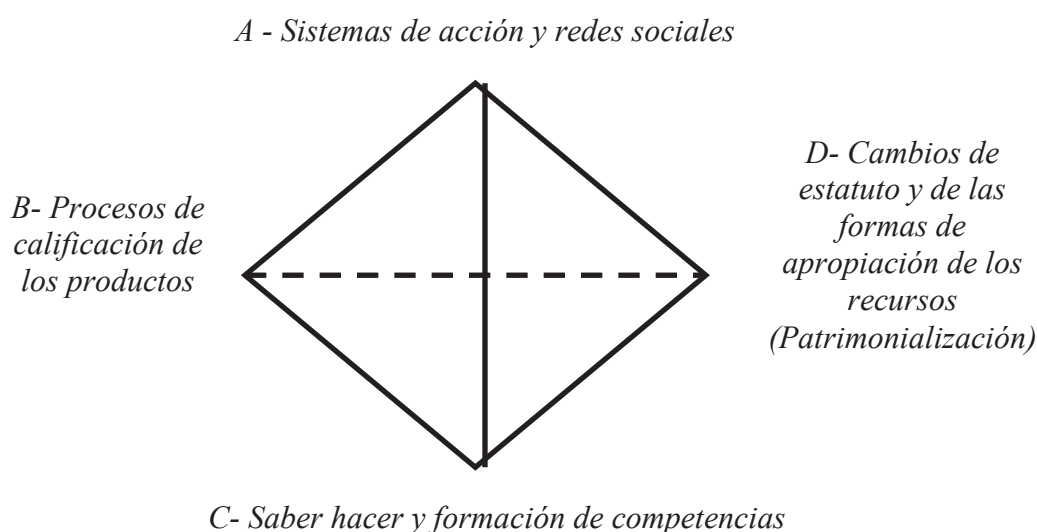 A - Sistemas de acción y redes sociales
B- Procesos de
calificación de
los productos
D- Cambios de
estatuto y de las
formas de
apropiación de los
recursos
(Patrimonialización)
C- Saber hacer y formación de competencias